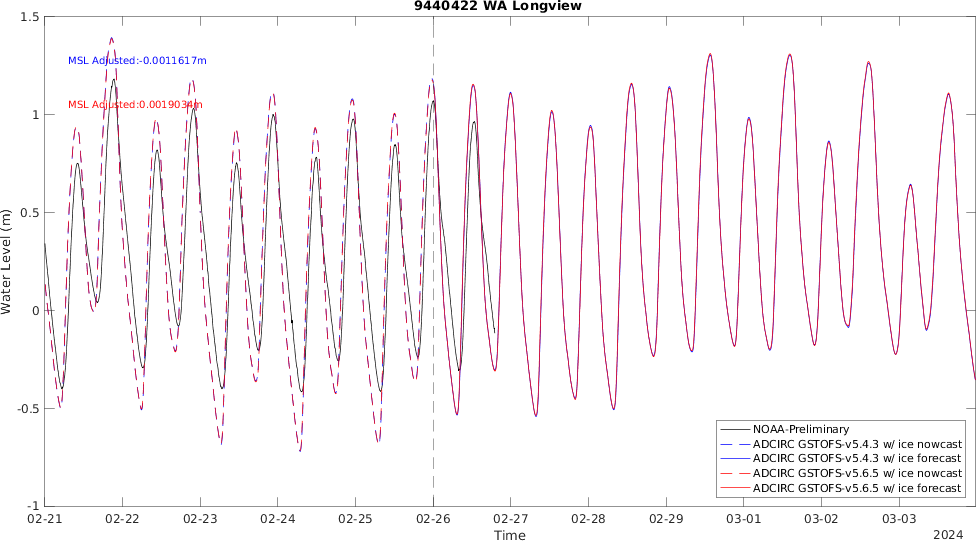 9440422 WA Longview
1.5
MSL Adjusted:-0.0011617m
MSL Adjusted:0.0019034m
1
0.5
0
-0.5
-1
Water Level (m)
NOAA-Preliminary
ADCIRC GSTOFS-v5.4.3 w/ ice nowcast
ADCIRC GSTOFS-v5.4.3 w/ ice forecast
ADCIRC GSTOFS-v5.6.5 w/ ice nowcast
ADCIRC GSTOFS-v5.6.5 w/ ice forecast
02-21 02-22 02-23 02-24 02-25 02-26 02-27 02-28 02-29 03-01 03-02 03-03
Time
2024